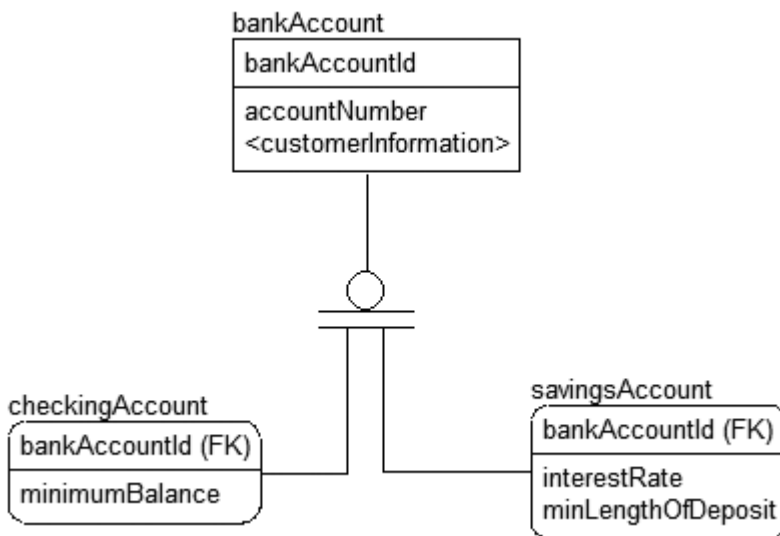 bankAccount
bankAccountId
accountNumber
<customerInformation>
checkingAccount
bankAccountId (FK)
minimumBalance
savingsAccount
bankAccountId (FK)
interestRate
minLengthOfDeposit